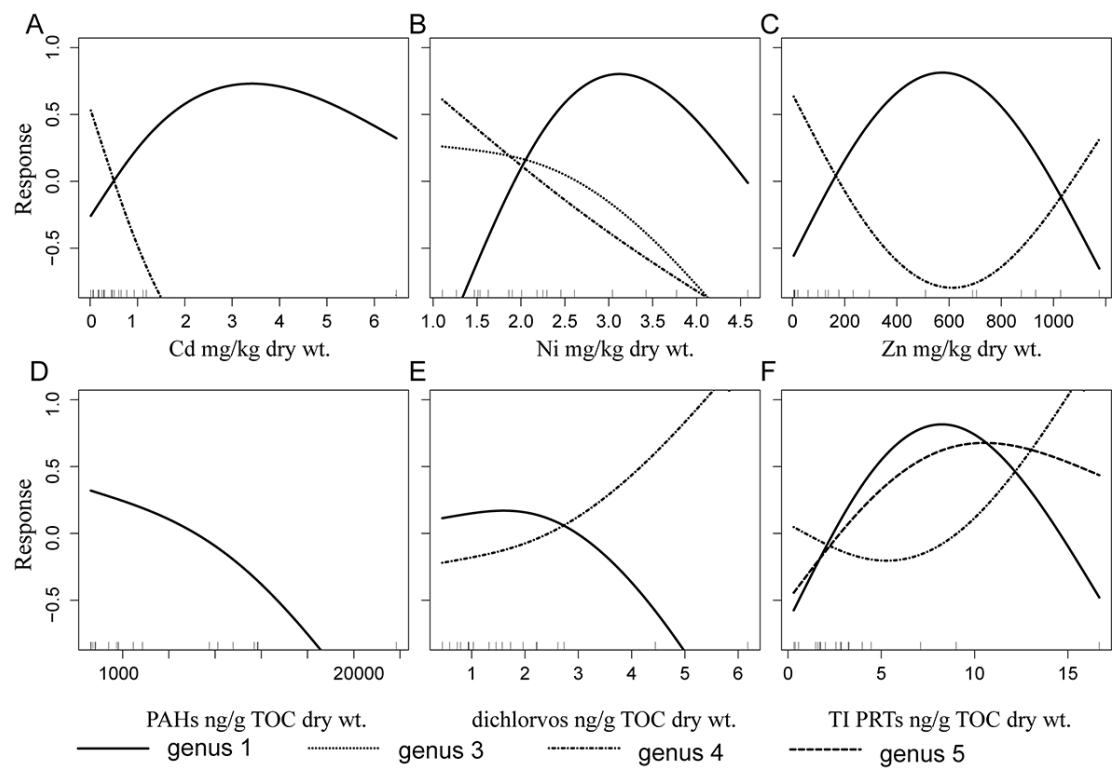 A
B
C
Response
1.0
0.5
0.0
−0.5
0 1 2 3 4 5 6
1.0 1.5 2.0 2.5 3.0 3.5 4.0 4.5
0 200 400 600 800 1000
Cd mg/kg dry wt.
Ni mg/kg dry wt.
Zn mg/kg dry wt.
D
E
F
Response
1.0
0.5
0.0
−0.5
1000 20000
1 2 3 4 5 6
0 5 10 15
PAHs ng/g TOC dry wt.
dichlorvos ng/g TOC dry wt.
TI PRTs ng/g TOC dry wt.
genus 1 genus 3 genus 4 genus 5